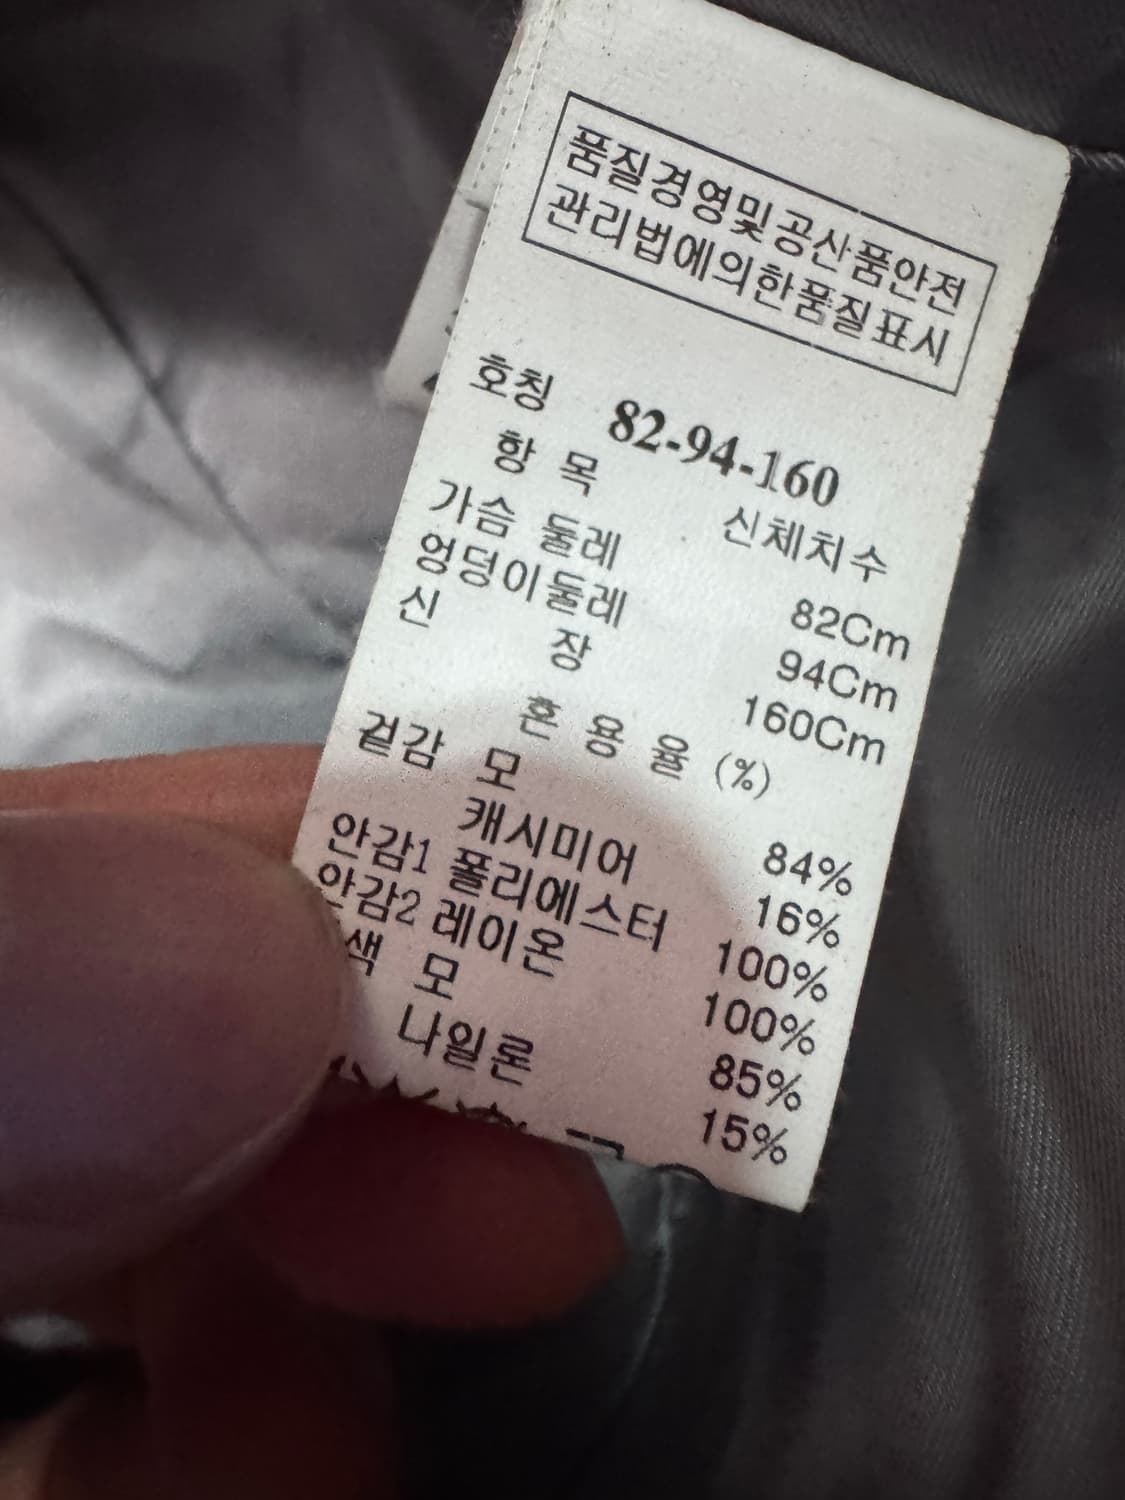 품질경영및공산품안전
관리법에의한품질표시
호칭 82-94-160
항 목 신체치수
가슴 둘레 82Cm
엉덩이둘레 94Cm
신 장 160Cm
혼 용 율 (%)
겉감 모 84%
캐시미어 16%
안감1 폴리에스터 100%
안감2 레이온 100%
색 모 85%
나일론 15%